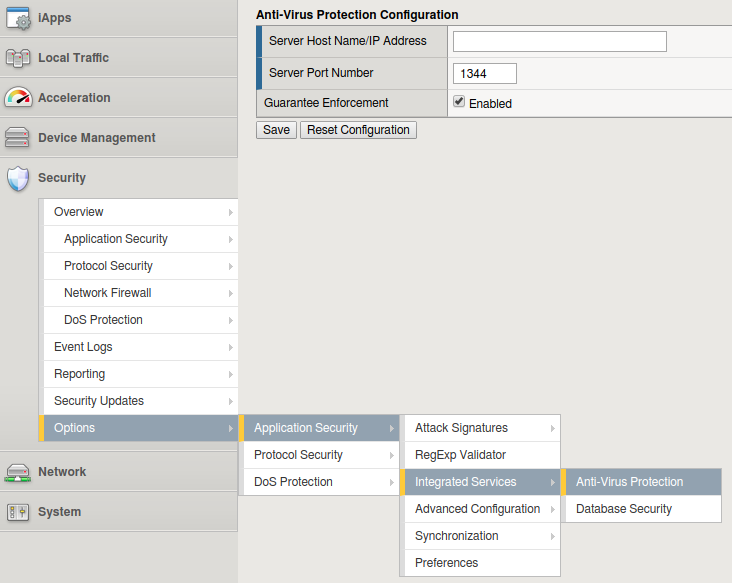 iApps
Local Traffic
Acceleration
Device Management
Security
Overview
Application Security
Protocol Security
Network Firewall
DoS Protection
Event Logs
Reporting
Security Updates
Options
Network
System
Anti-Virus Protection Configuration
Server Host Name/IP Address
Server Port Number 1344
Guarantee Enforcement Enabled
Save Reset Configuration
Application Security
Protocol Security
DoS Protection
Attack Signatures
RegExp Validator
Integrated Services
Advanced Configuration
Synchronization
Preferences
Anti-Virus Protection
Database Security